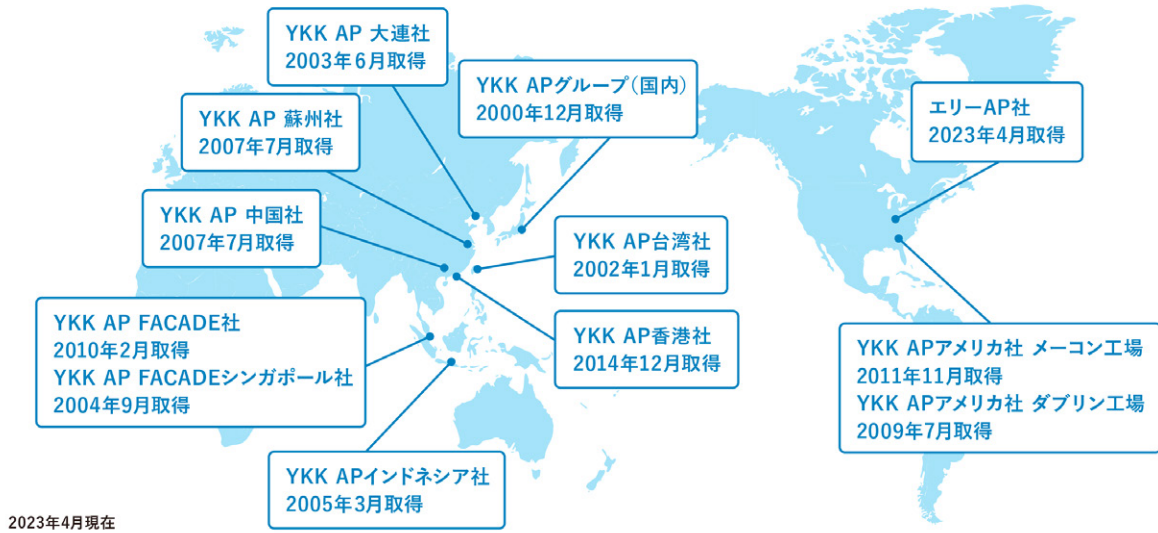 YKK AP 大連社
2003年6月取得
YKK APグループ(国内)
2000年12月取得
エリーAP社
2023年4月取得
YKK AP 蘇州社
2007年7月取得
YKK AP 中国社
2007年7月取得
YKK AP台湾社
2002年1月取得
YKK AP FACADE社
2010年2月取得
YKK AP FACADEシンガポール社
2004年9月取得
YKK AP香港社
2014年12月取得
YKK APアメリカ社 メーコン工場
2011年11月取得
YKK APアメリカ社 ダブリン工場
2009年7月取得
YKK APインドネシア社
2005年3月取得
2023年4月現在